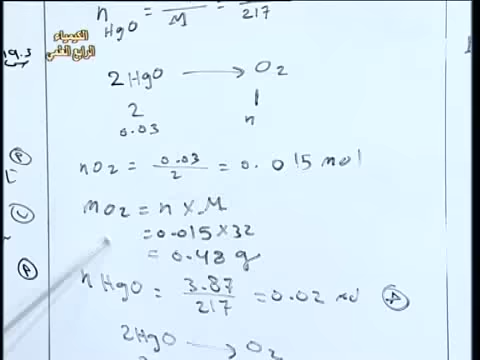 n HgO = — = —
M 217
الكيمياء
الرابع العلمي
2HgO → O2
2 1
0.03 n
nO2 = 0.03/2 = 0.015 mol
mO2 = n × M
= 0.015 × 32
= 0.48 g
nHgO = 3.87/217 = 0.02 mol
2HgO → O2